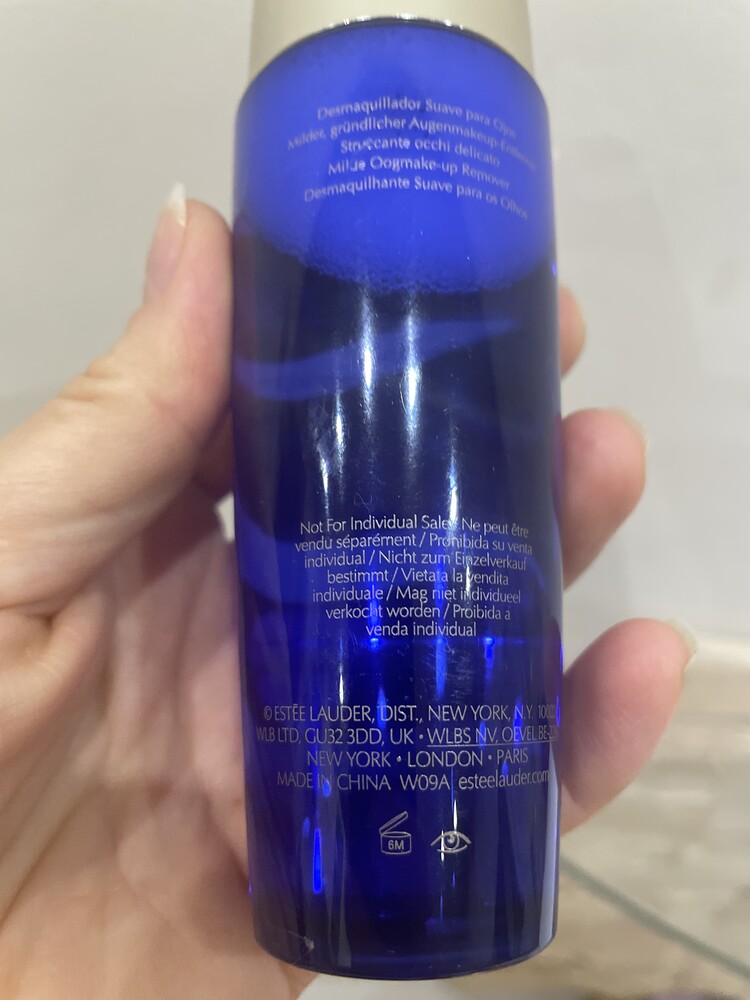 Desmaquillador Suave para Ojos
Milder, gründlicher Augenmakeup-Entferner
Struccante occhi delicato
Milde Oogmake-up Remover
Desmaquilhante Suave para os Olhos
Not For Individual Sale / Ne peut être
vendu séparément / Prohibida su venta
individual / Nicht zum Einzelverkauf
bestimmt / Vietata la vendita
individuale / Mag niet individueel
verkocht worden / Proibida a
venda individual
© ESTĒE LAUDER, DIST., NEW YORK, N.Y. 10022
WLB LTD, GU32 3DD, UK • WLBS NV, OEVEL
NEW YORK • LONDON • PARIS
MADE IN CHINA W09A esteelauder.com
6M